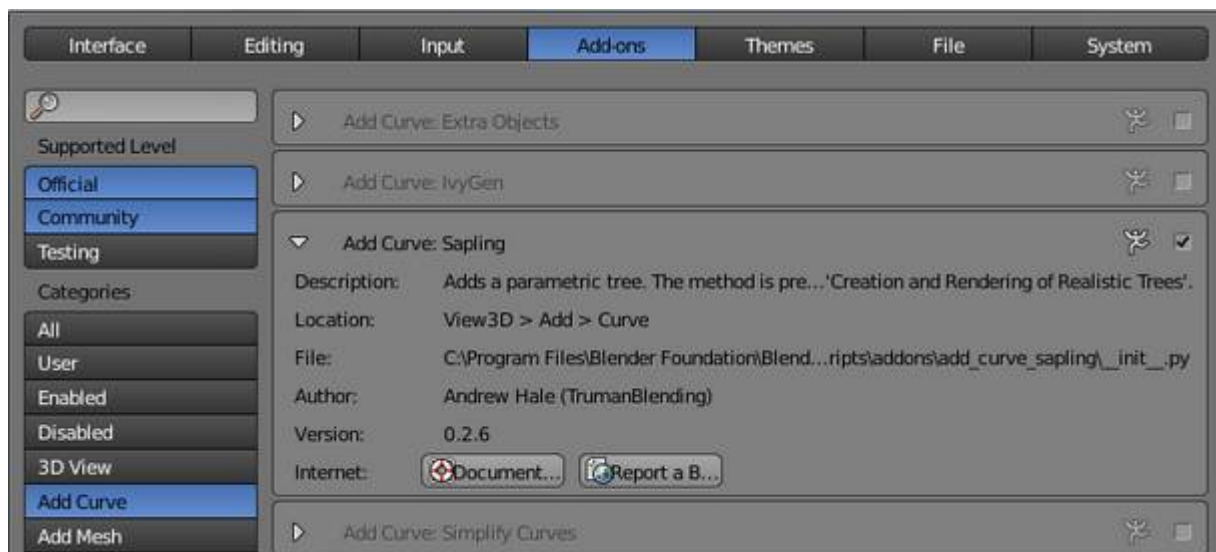 Interface Editing Input Add-ons Themes File System
Supported Level
Official
Community
Testing
Categories
All
User
Enabled
Disabled
3D View
Add Curve
Add Mesh
Add Curve: Extra Objects
Add Curve: IvyGen
Add Curve: Sapling
Description: Adds a parametric tree. The method is pre...'Creation and Rendering of Realistic Trees'.
Location: View3D > Add > Curve
File: C:\Program Files\Blender Foundation\Blend...ripts\addons\add_curve_sapling\__init__.py
Author: Andrew Hale (TrumanBlending)
Version: 0.2.6
Internet: Document... Report a B...
Add Curve: Simplify Curves